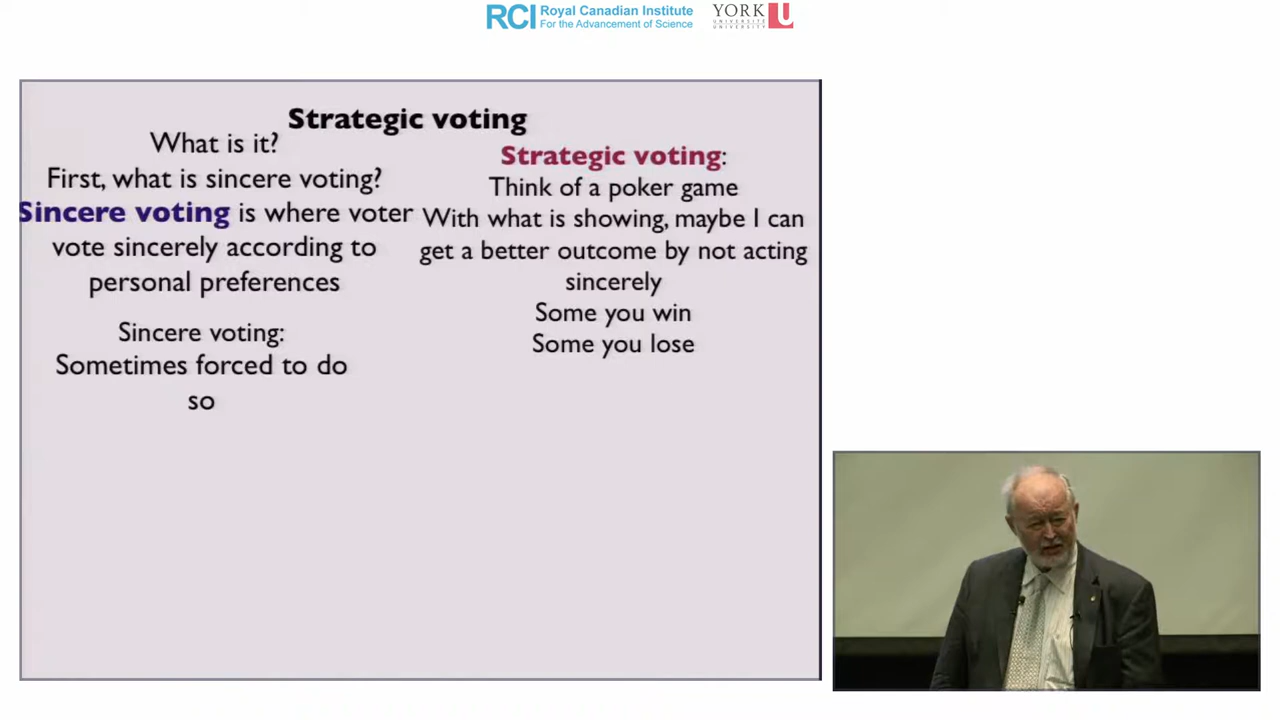 RCI Royal Canadian Institute
For the Advancement of Science
YORK U
UNIVERSITÉ
UNIVERSITY
Strategic voting
What is it?
First, what is sincere voting?
Sincere voting is where voter
vote sincerely according to
personal preferences
Sincere voting:
Sometimes forced to do
so
Strategic voting:
Think of a poker game
With what is showing, maybe I can
get a better outcome by not acting
sincerely
Some you win
Some you lose